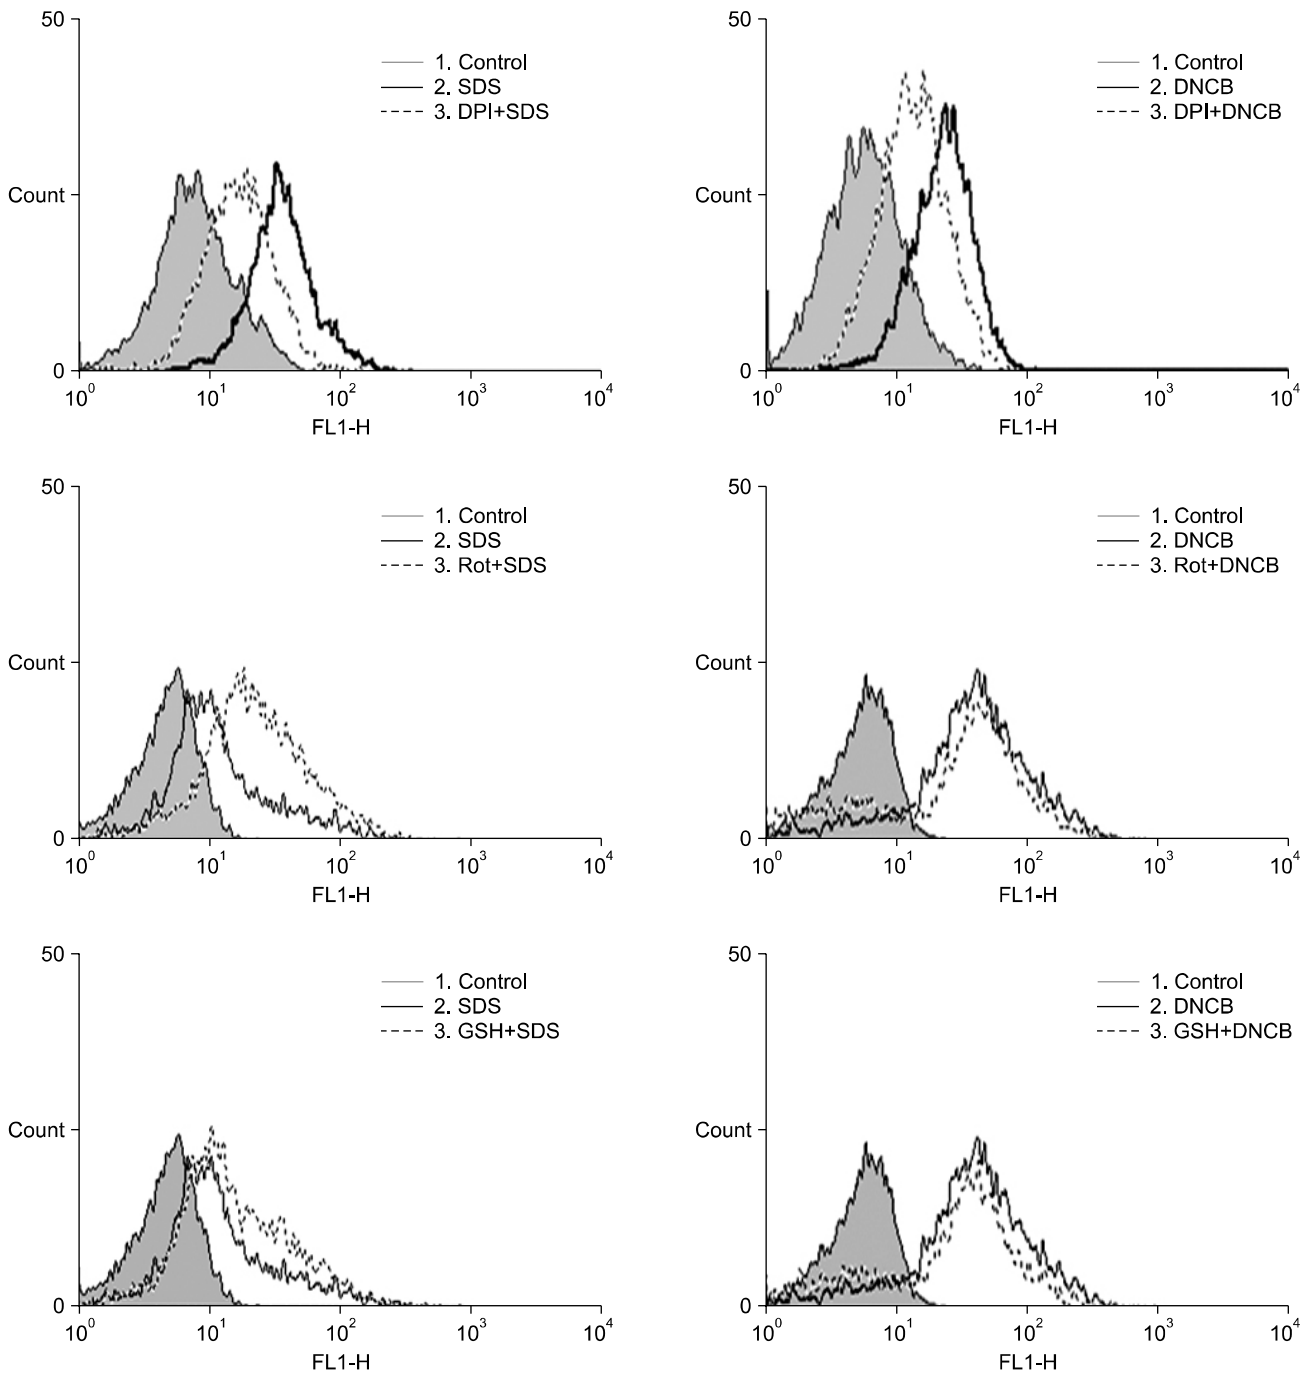 50
1. Control
2. SDS
3. DPI+SDS
Count
0
10^0 10^1 10^2 10^3 10^4
FL1-H
50
1. Control
2. DNCB
3. DPI+DNCB
Count
0
10^0 10^1 10^2 10^3 10^4
FL1-H
50
1. Control
2. SDS
3. Rot+SDS
Count
0
10^0 10^1 10^2 10^3 10^4
FL1-H
50
1. Control
2. DNCB
3. Rot+DNCB
Count
0
10^0 10^1 10^2 10^3 10^4
FL1-H
50
1. Control
2. SDS
3. GSH+SDS
Count
0
10^0 10^1 10^2 10^3 10^4
FL1-H
50
1. Control
2. DNCB
3. GSH+DNCB
Count
0
10^0 10^1 10^2 10^3 10^4
FL1-H